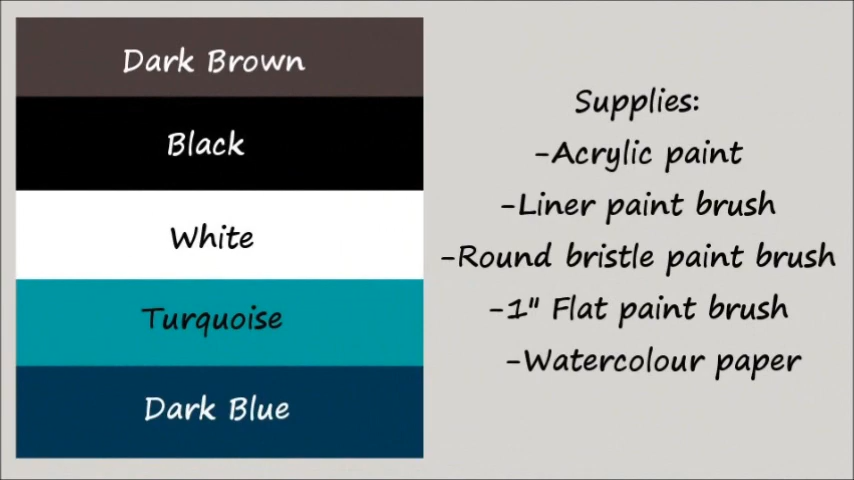 Dark Brown
Black
White
Turquoise
Dark Blue
Supplies:
-Acrylic paint
-Liner paint brush
-Round bristle paint brush
-1" Flat paint brush
-Watercolour paper